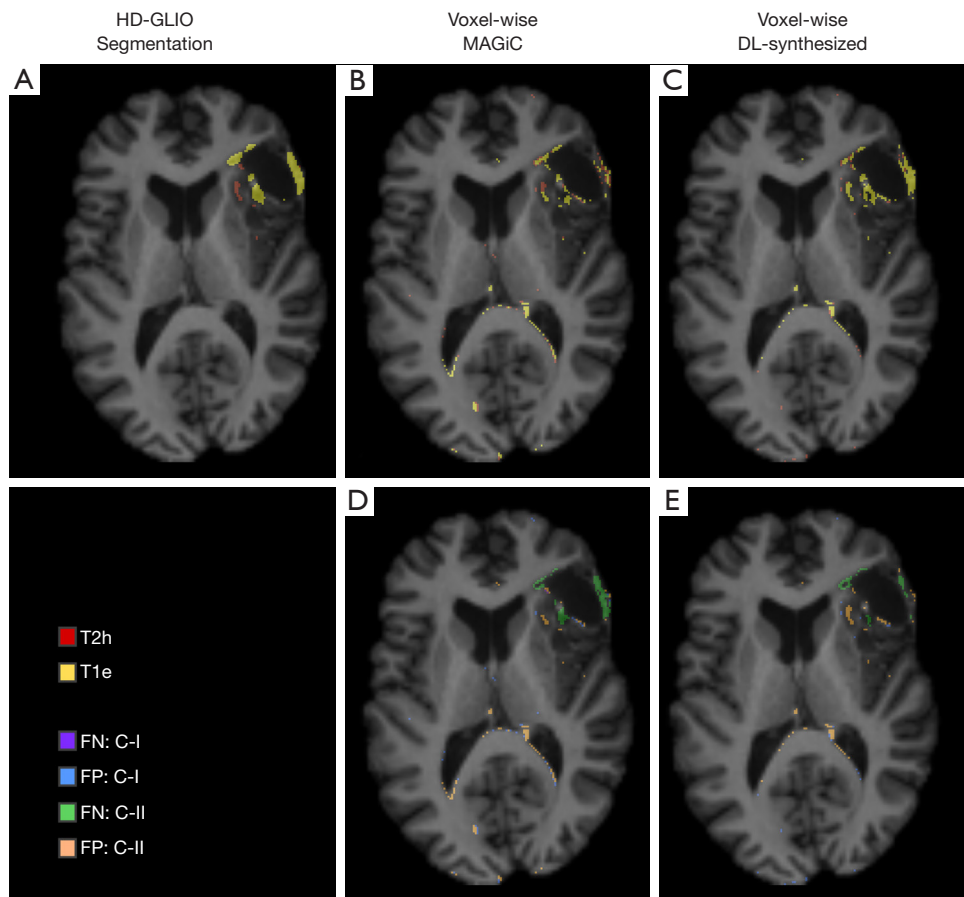 HD-GLIO
Segmentation
Voxel-wise
MAGiC
Voxel-wise
DL-synthesized
A
B
C
D
E
T2h
T1e
FN: C-I
FP: C-I
FN: C-II
FP: C-II